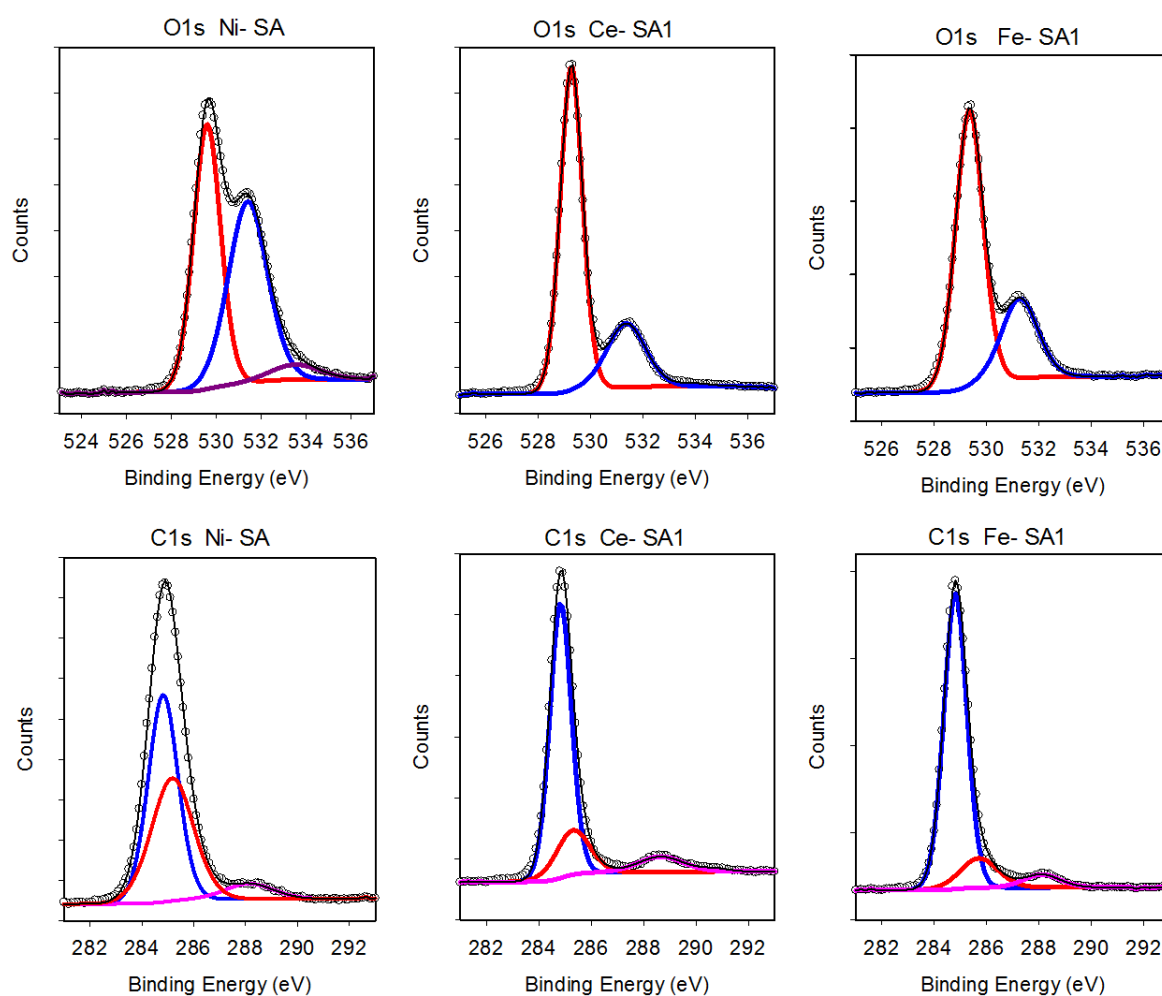 O1s Ni- SA
O1s Ce- SA1
O1s Fe- SA1
Counts
Counts
Counts
524 526 528 530 532 534 536
526 528 530 532 534 536
526 528 530 532 534 536
Binding Energy (eV)
Binding Energy (eV)
Binding Energy (eV)
C1s Ni- SA
C1s Ce- SA1
C1s Fe- SA1
Counts
Counts
Counts
282 284 286 288 290 292
282 284 286 288 290 292
282 284 286 288 290 292
Binding Energy (eV)
Binding Energy (eV)
Binding Energy (eV)